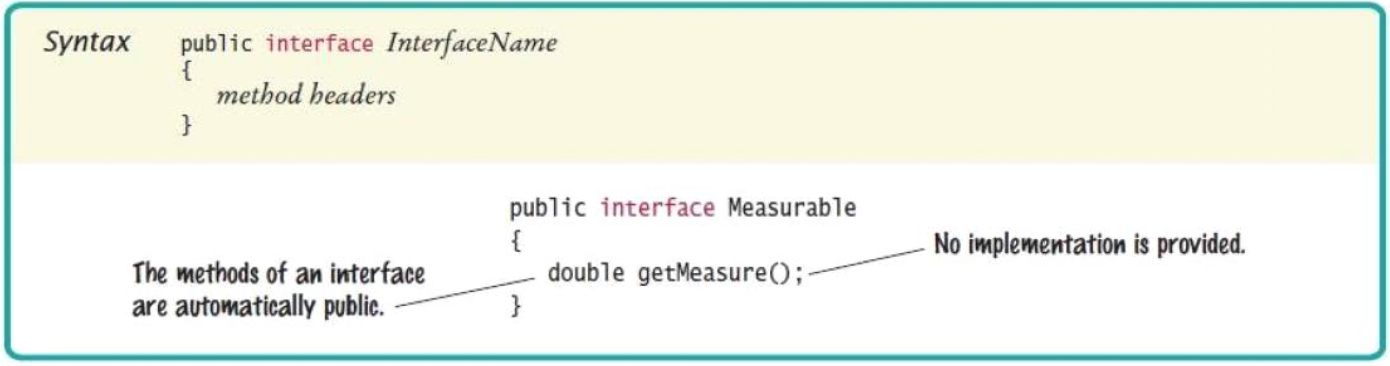 Syntax public interface InterfaceName
{
method headers
}
public interface Measurable
{
No implementation is provided.
The methods of an interface
double getMeasure();
are automatically public.
}